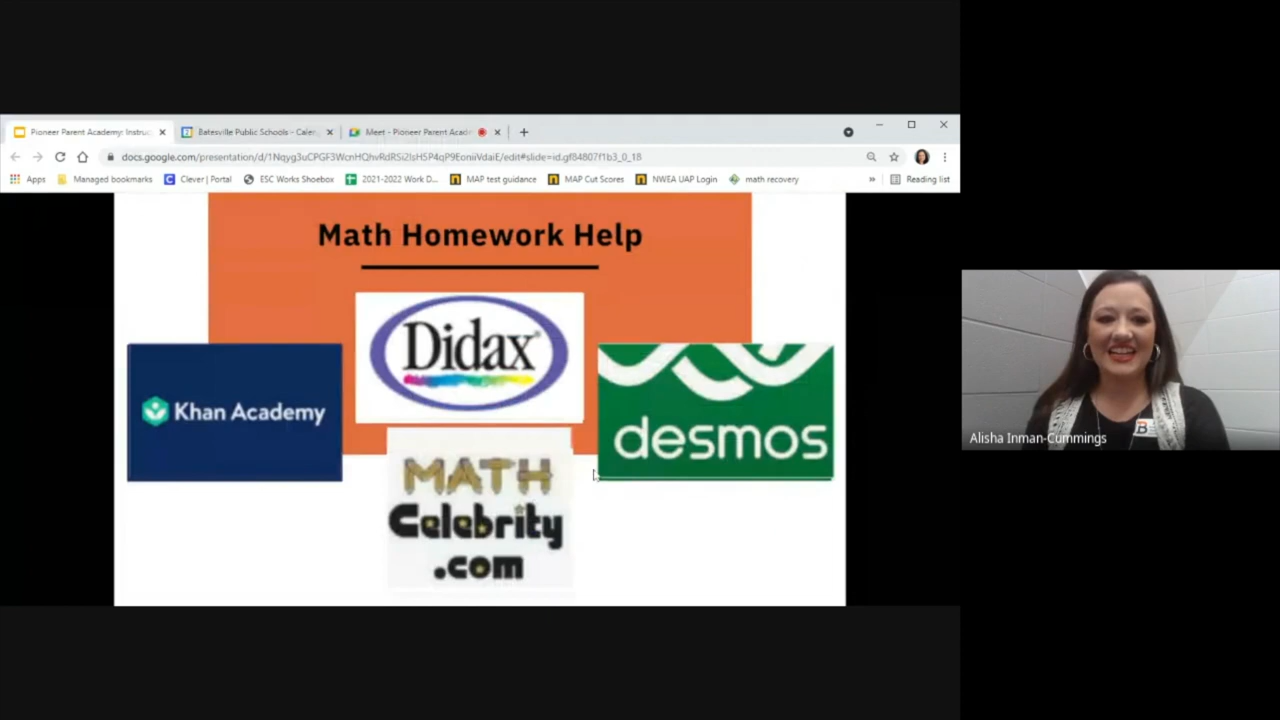 Pioneer Parent Academy: Instruc
Batesville Public Schools - Caler
Meet - Pioneer Parent Acade
Apps
Managed bookmarks
Clever | Portal
ESC Works Shoebox
2021-2022 Work D...
MAP test guidance
MAP Cut Scores
NWEA UAP Login
math recovery
»
Reading list
Math Homework Help
Didax®
Khan Academy
desmos
MATH
Celebrity
.com
Alisha Inman-Cummings